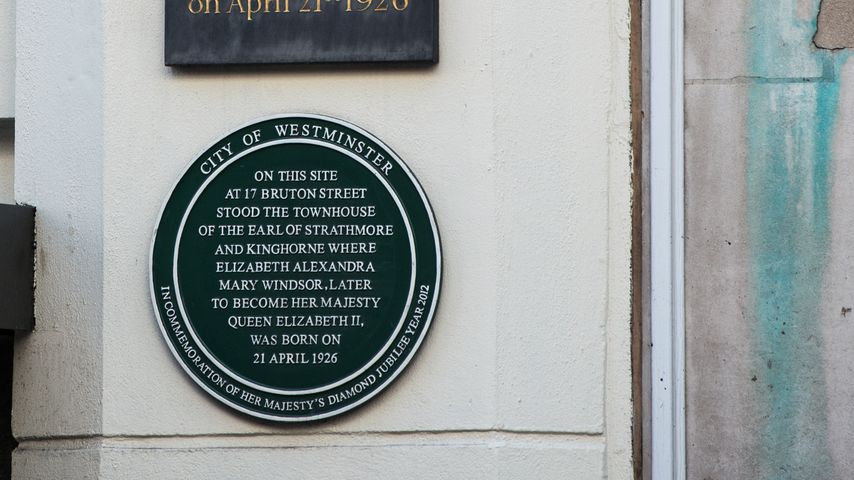 on April 21st 1926
CITY OF WESTMINSTER
ON THIS SITE
AT 17 BRUTON STREET
STOOD THE TOWNHOUSE
OF THE EARL OF STRATHMORE
AND KINGHORNE WHERE
ELIZABETH ALEXANDRA
MARY WINDSOR, LATER
TO BECOME HER MAJESTY
QUEEN ELIZABETH II,
WAS BORN ON
21 APRIL 1926
IN COMMEMORATION OF HER MAJESTY'S DIAMOND JUBILEE YEAR 2012